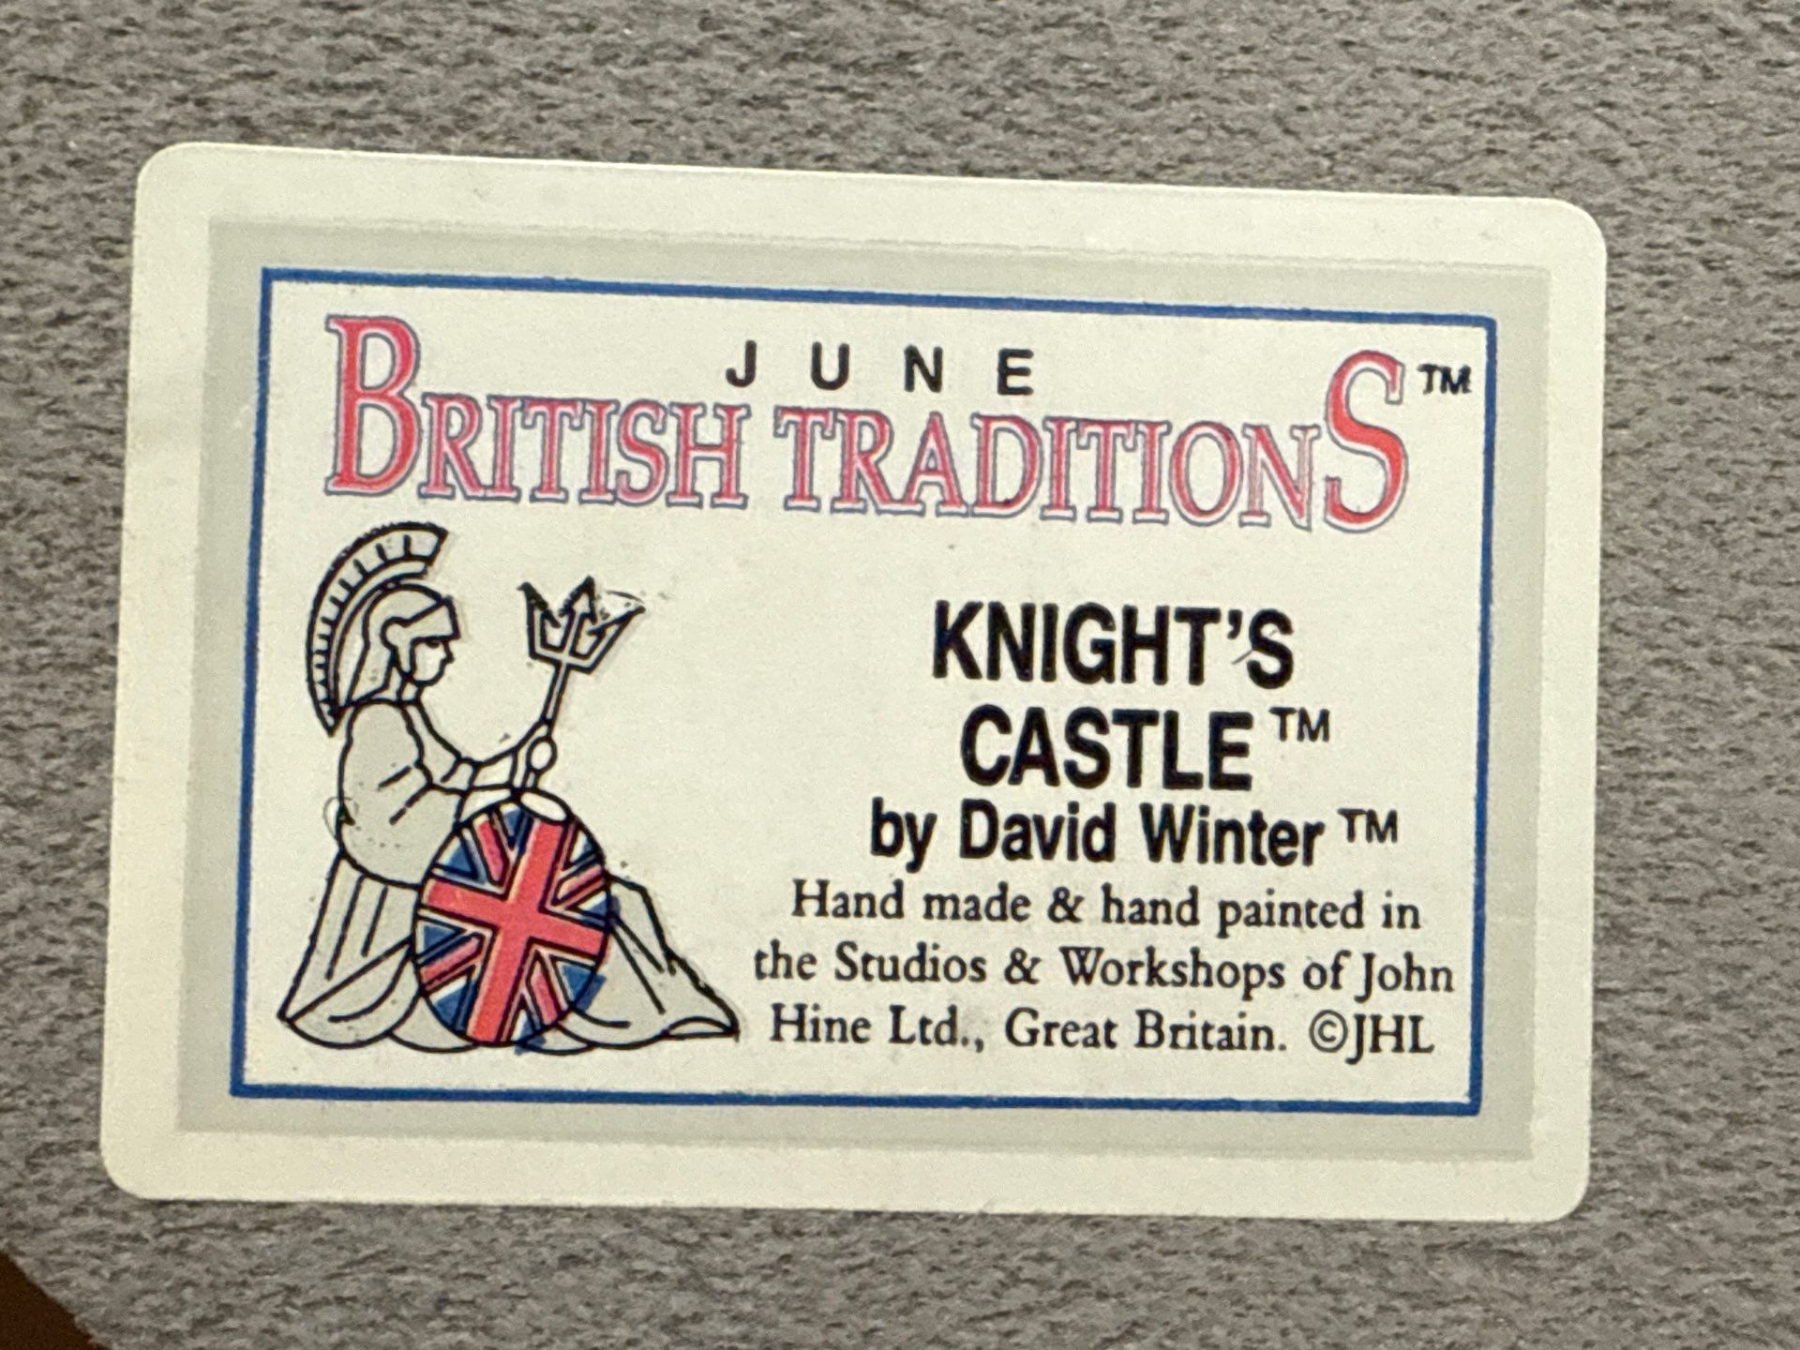 JUNE
BRITISH TRADITIONS™
KNIGHT'S
CASTLE™
by David Winter™
Hand made & hand painted in
the Studios & Workshops of John
Hine Ltd., Great Britain. ©JHL